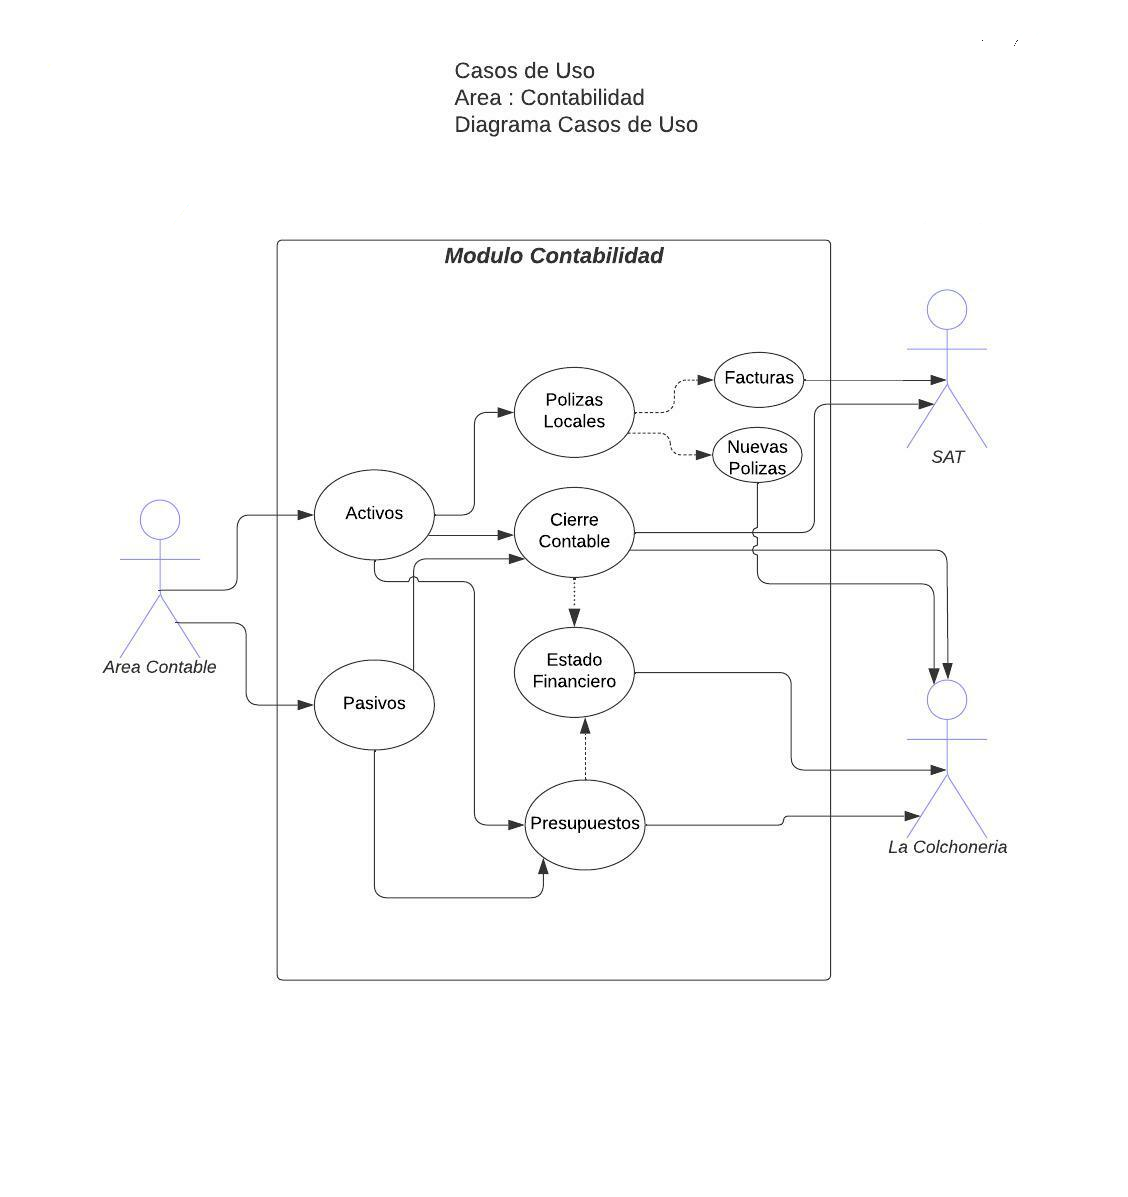 Casos de Uso
Area : Contabilidad
Diagrama Casos de Uso
Modulo Contabilidad
Facturas
Polizas
Locales
Nuevas
Polizas
SAT
Activos
Cierre
Contable
Area Contable
Estado
Financiero
Pasivos
Presupuestos
La Colchoneria